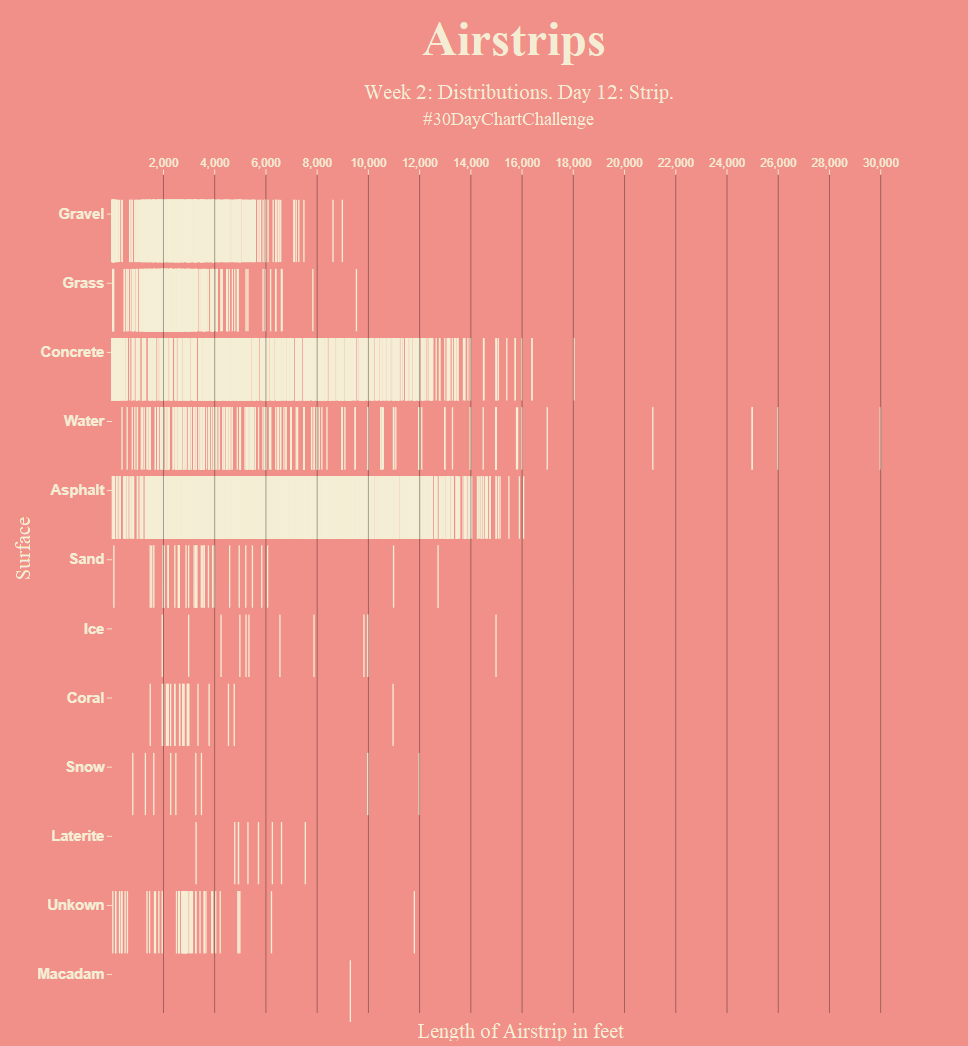 Airstrips
Week 2: Distributions. Day 12: Strip.
#30DayChartChallenge
2,000 4,000 6,000 8,000 10,000 12,000 14,000 16,000 18,000 20,000 22,000 24,000 26,000 28,000 30,000
Gravel
Grass
Concrete
Water
Asphalt
Surface
Sand
Ice
Coral
Snow
Laterite
Unkown
Macadam
Length of Airstrip in feet